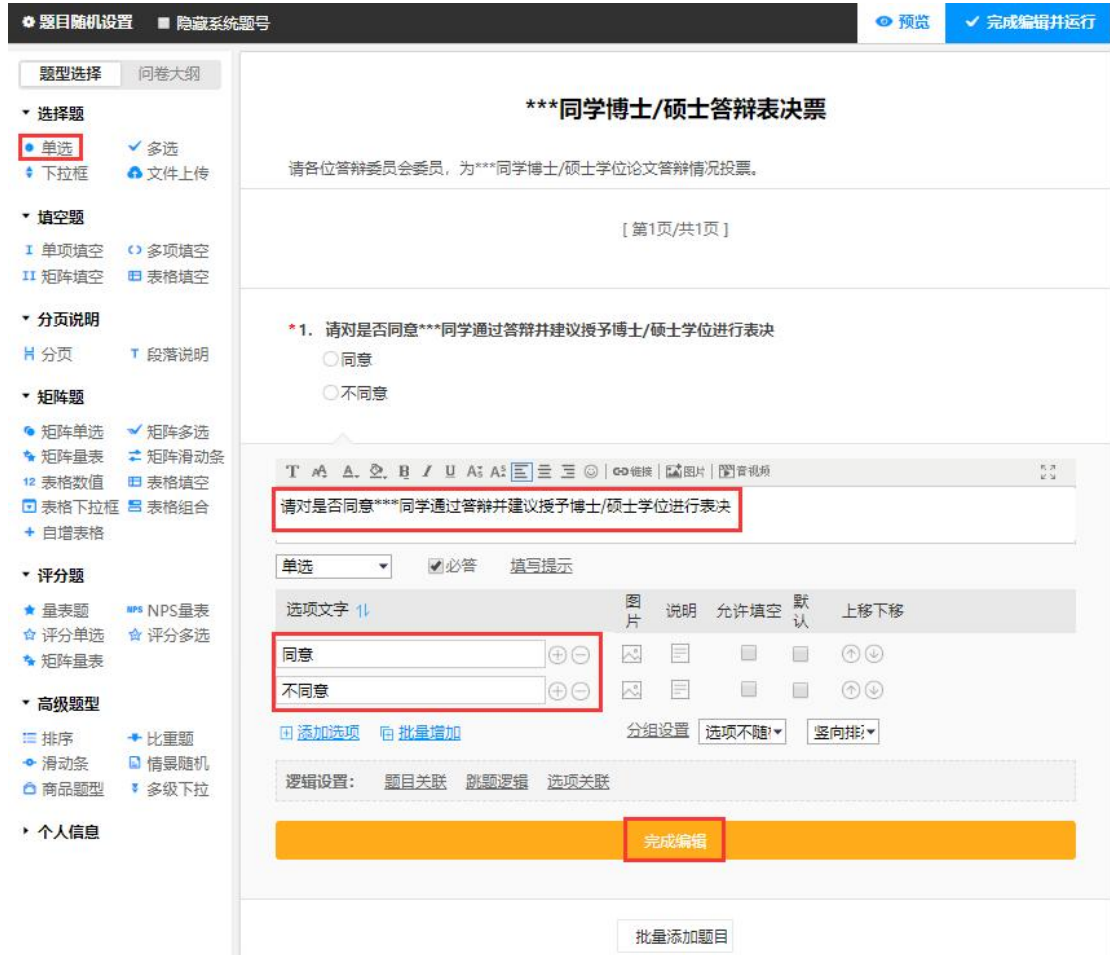 题目随机设置 隐藏系统题号 预览 完成编辑并运行
题型选择 问卷大纲
选择题
单选 多选
下拉框 文件上传
填空题
单项填空 多项填空
矩阵填空 表格填空
分页说明
分页 段落说明
矩阵题
矩阵单选 矩阵多选
矩阵量表 矩阵滑动条
12 表格数值 表格填空
表格下拉框 表格组合
自增表格
评分题
量表题 NPS NPS量表
评分单选 评分多选
矩阵量表
高级题型
排序 比重题
滑动条 情景随机
商品题型 多级下拉
个人信息
***同学博士/硕士答辩表决票
请各位答辩委员会委员，为***同学博士/硕士学位论文答辩情况投票。
[ 第1页/共1页 ]
*1. 请对是否同意***同学通过答辩并建议授予博士/硕士学位进行表决
同意
不同意
链接 图片 音视频
请对是否同意***同学通过答辩并建议授予博士/硕士学位进行表决
单选 必答 填写提示
选项文字 图片 说明 允许填空 默认 上移下移
同意
不同意
添加选项 批量增加 分组设置 选项不随 竖向排
逻辑设置： 题目关联 跳题逻辑 选项关联
完成编辑
批量添加题目